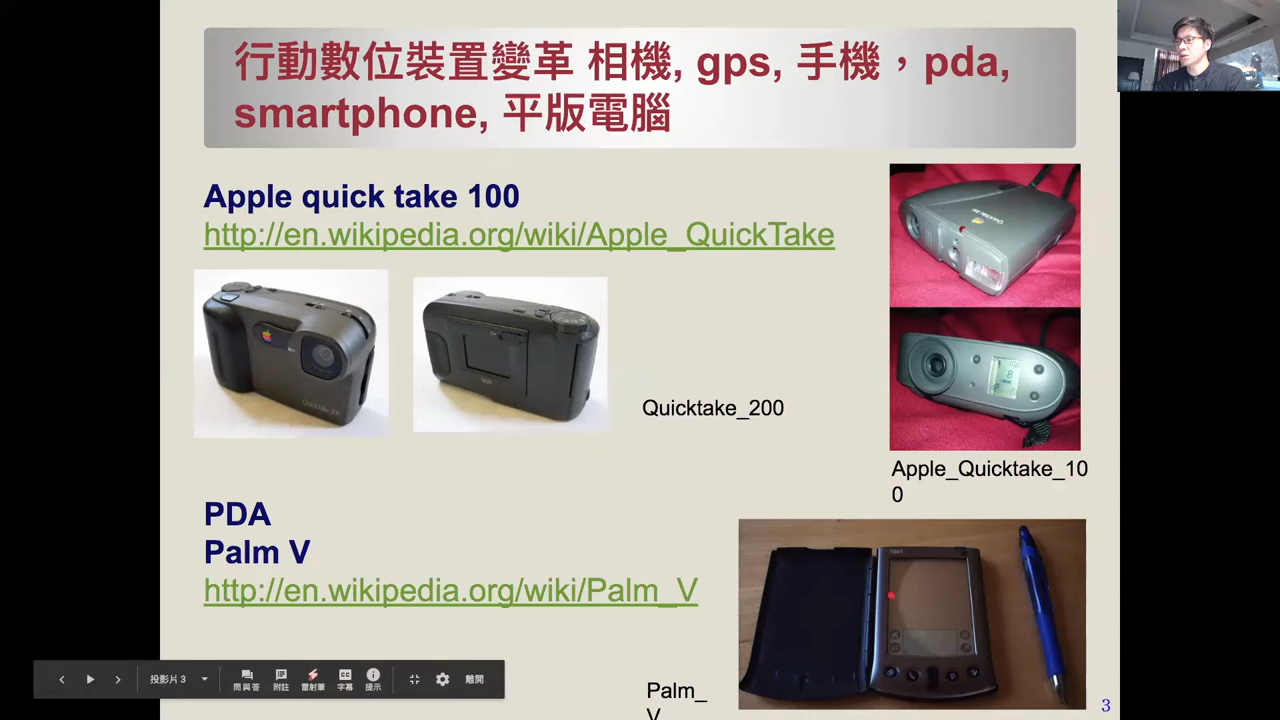 行動數位裝置變革 相機, gps, 手機，pda,
smartphone, 平版電腦
Apple quick take 100
http://en.wikipedia.org/wiki/Apple_QuickTake
Quicktake_200
Apple_Quicktake_10
0
PDA
Palm V
http://en.wikipedia.org/wiki/Palm_V
Palm_
V
投影片 3
問與答
附註
雷射筆
字幕
提示
離開
3